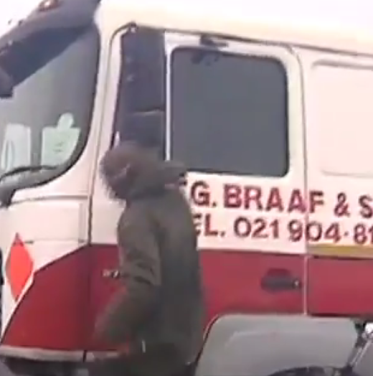 G. BRAAF & S
EL. 021 904-81